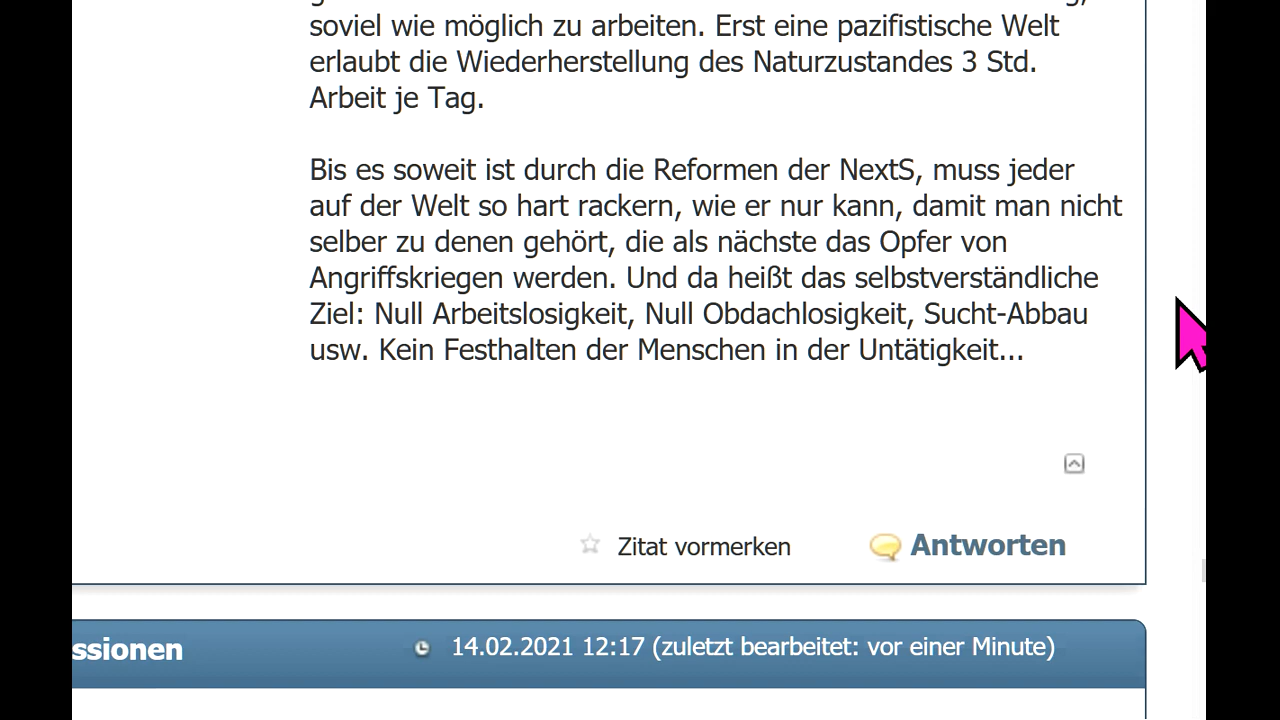 soviel wie möglich zu arbeiten. Erst eine pazifistische Welt
erlaubt die Wiederherstellung des Naturzustandes 3 Std.
Arbeit je Tag.
Bis es soweit ist durch die Reformen der NextS, muss jeder
auf der Welt so hart rackern, wie er nur kann, damit man nicht
selber zu denen gehört, die als nächste das Opfer von
Angriffskriegen werden. Und da heißt das selbstverständliche
Ziel: Null Arbeitslosigkeit, Null Obdachlosigkeit, Sucht-Abbau
usw. Kein Festhalten der Menschen in der Untätigkeit...
Zitat vormerken Antworten
ssionen 14.02.2021 12:17 (zuletzt bearbeitet: vor einer Minute)